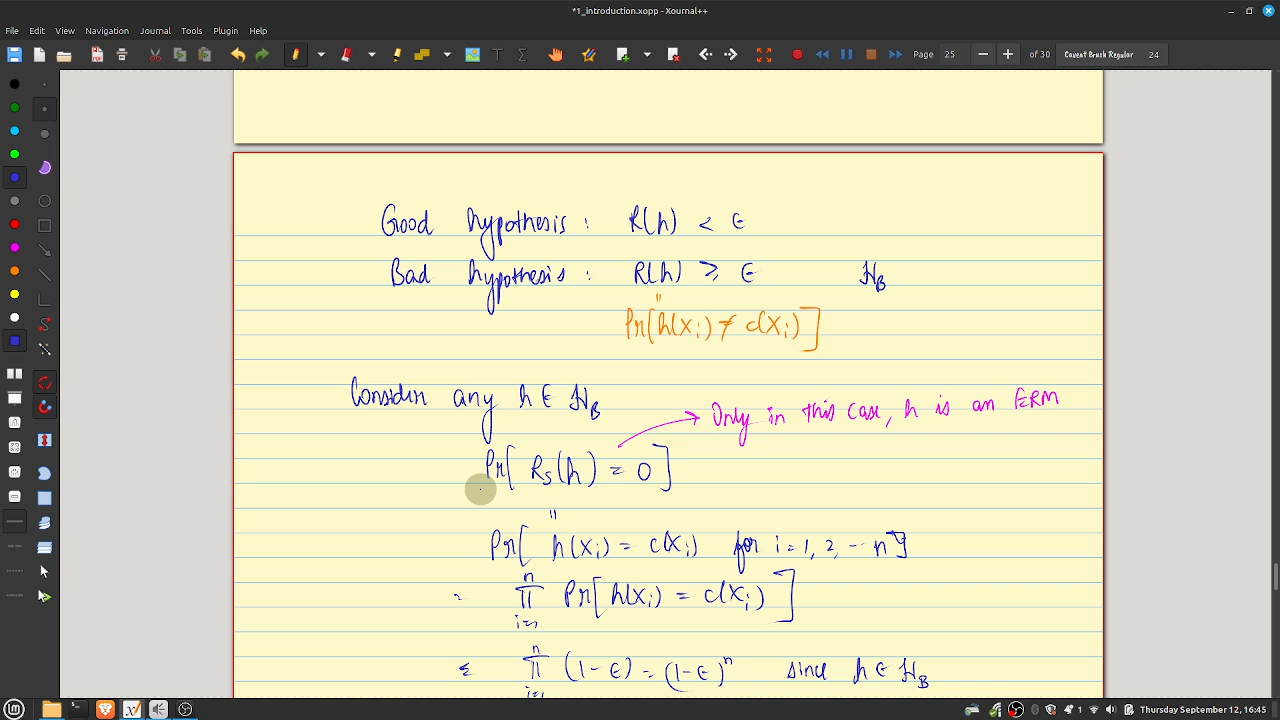 *1_introduction.xopp - Xournal++
File Edit View Navigation Journal Tools Plugin Help
Page 25 of 30 Caveat Brush Regular 24
Good hypothesis : R(h) < ϵ
Bad hypothesis : R(h) ≥ ϵ H_B
"
Pr[h(X_i) ≠ c(X_i)]
Consider any h ∈ H_B
Only in this case, h is an ERM
Pr[ R_S(h) = 0 ]
"
Pr[ h(X_i) = c(X_i) for i = 1, 2, ... n ]
= n ∏ i=1 Pr[ h(X_i) = c(X_i) ]
≤ n ∏ i=1 (1-ϵ) = (1-ϵ)^n since h ∈ H_B
1 Thursday September 12, 16:45